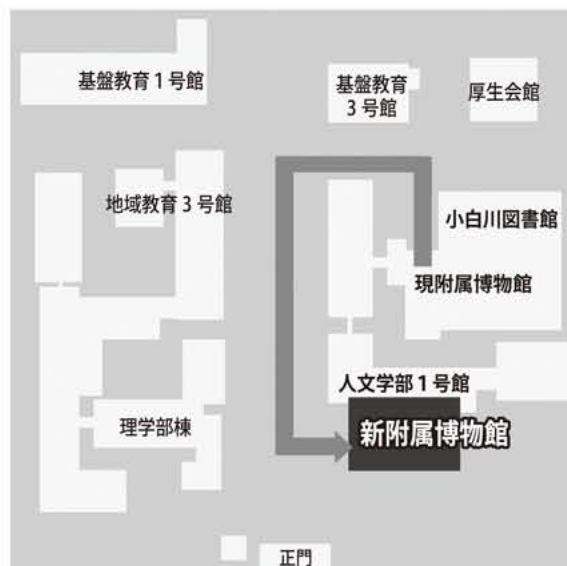 基盤教育１号館
基盤教育
３号館
厚生会館
地域教育３号館
小白川図書館
現附属博物館
人文学部１号館
理学部棟
新附属博物館
正門